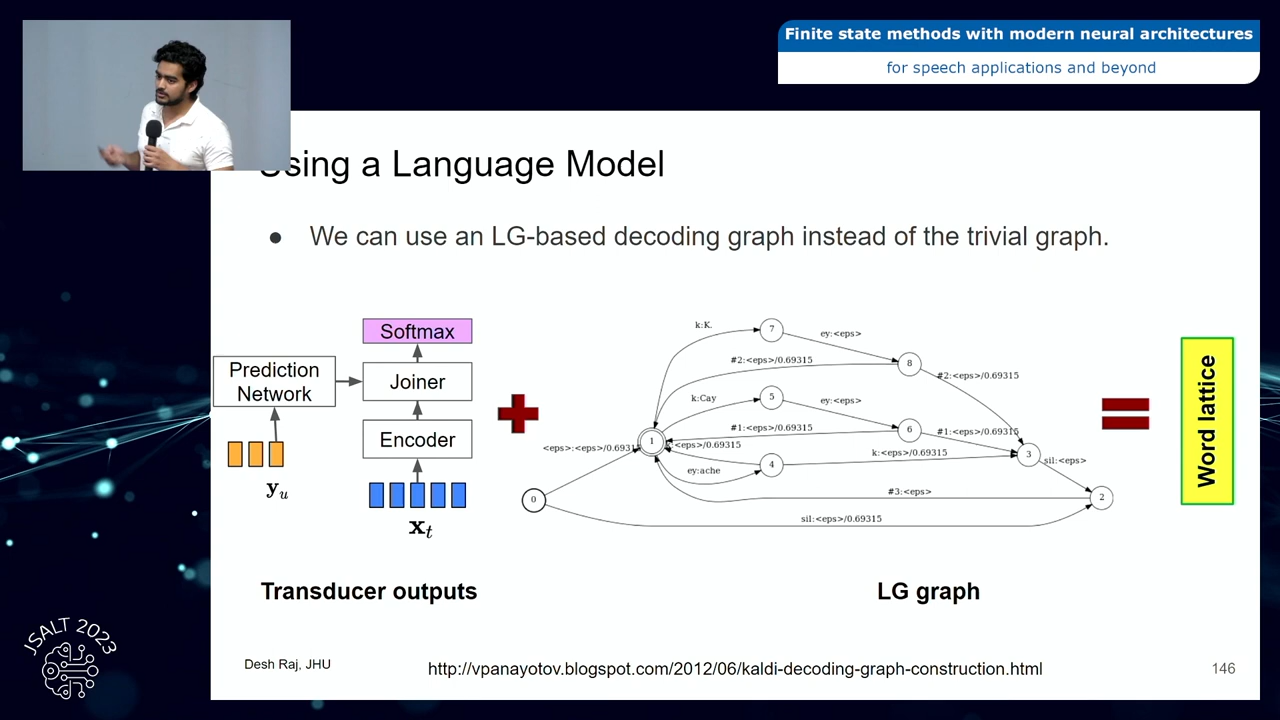 Finite state methods with modern neural architectures
for speech applications and beyond
Using a Language Model
● We can use an LG-based decoding graph instead of the trivial graph.
Softmax
Prediction
Network
Joiner
Encoder
y_u
x_t
k:K.
ey:<eps>
#2:<eps>/0.69315
#2:<eps>/0.69315
k:Cay
ey:<eps>
#1:<eps>/0.69315
#1:<eps>/0.69315
<eps>:<eps>/0.6931
:<eps>/0.69315
k:<eps>/0.69315
ey:ache
sil:<eps>
#3:<eps>
sil:<eps>/0.69315
0
1
2
3
4
5
6
7
8
Word lattice
Transducer outputs
LG graph
JSALT 2023
Desh Raj, JHU
http://vpanayotov.blogspot.com/2012/06/kaldi-decoding-graph-construction.html
146